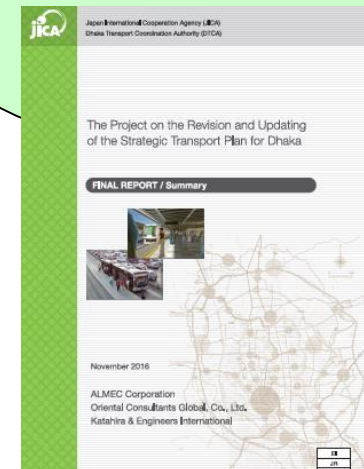 jica
Japan International Cooperation Agency (JICA)
Dhaka Transport Coordination Authority (DTCA)
The Project on the Revision and Updating
of the Strategic Transport Plan for Dhaka
FINAL REPORT / Summary
November 2016
ALMEC Corporation
Oriental Consultants Global, Co., Ltd.
Katahira & Engineers International
EI
JR